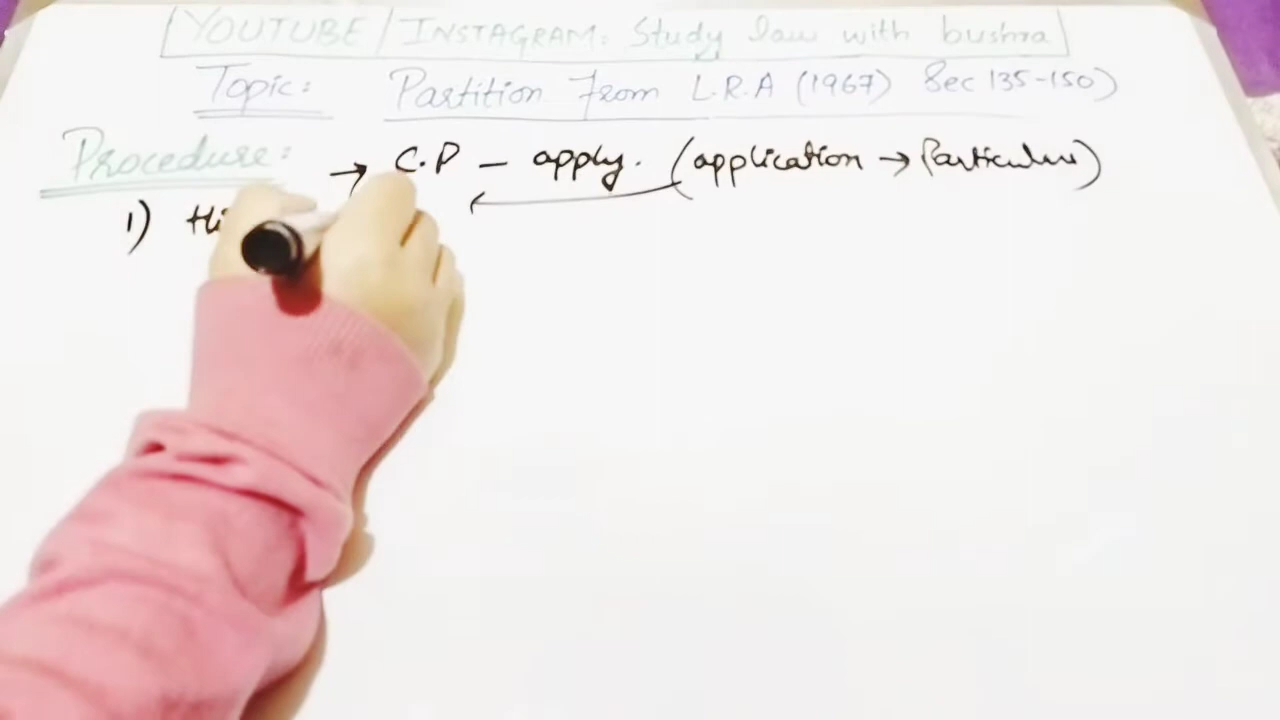 YOUTUBE / INSTAGRAM: Study law with bushra
Topic: Partition From L.R.A (1967) Sec 135-150)
Procedure:
→ C.P – apply. (application → Particulars)
1)